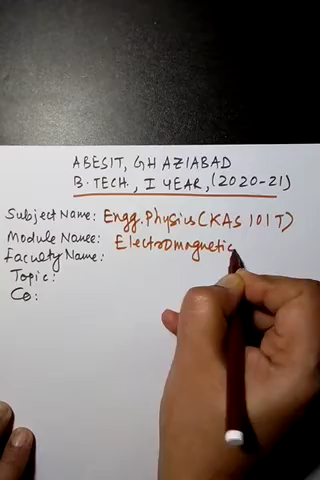 ABESIT, GHAZIABAD
B.TECH., I YEAR, (2020-21)
Subject Name: Engg. Physics (KAS 101T)
Module Name: Electromagnetic
Faculty Name:
Topic:
Co: